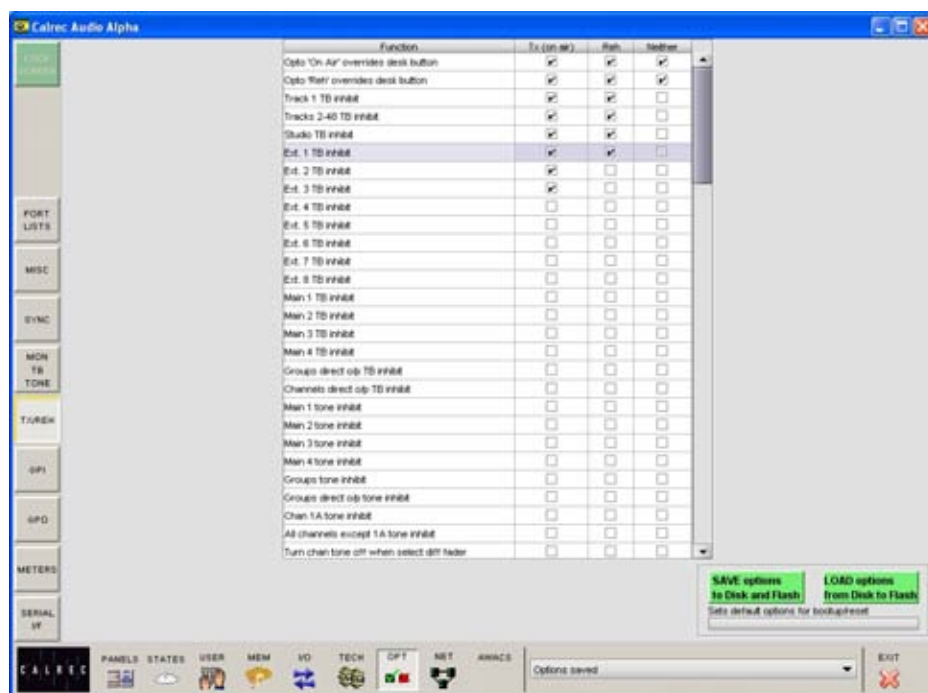 Calrec Audio Alpha
LOCK SCREEN
PORT LISTS
MISC
SYNC
MON TB TONE
TX/REH
GPI
GPO
METERS
SERIAL I/F
Function Tx (on air) Reh Neither
Opto 'On Air' overrides desk button
Opto 'Reh' overrides desk button
Track 1 TB inhibit
Tracks 2-48 TB inhibit
Studio TB inhibit
Ext. 1 TB inhibit
Ext. 2 TB inhibit
Ext. 3 TB inhibit
Ext. 4 TB inhibit
Ext. 5 TB inhibit
Ext. 6 TB inhibit
Ext. 7 TB inhibit
Ext. 8 TB inhibit
Main 1 TB inhibit
Main 2 TB inhibit
Main 3 TB inhibit
Main 4 TB inhibit
Groups direct o/p TB inhibit
Channels direct o/p TB inhibit
Main 1 tone inhibit
Main 2 tone inhibit
Main 3 tone inhibit
Main 4 tone inhibit
Groups tone inhibit
Groups direct o/p tone inhibit
Chan 1A tone inhibit
All channels except 1A tone inhibit
Turn chan tone off when select diff fader
SAVE options
to Disk and Flash
LOAD options
from Disk to Flash
Sets default options for bootup/reset
CALREC
PANELS STATES USER MEM I/O TECH OPT NET AWACS
Options saved
EXIT